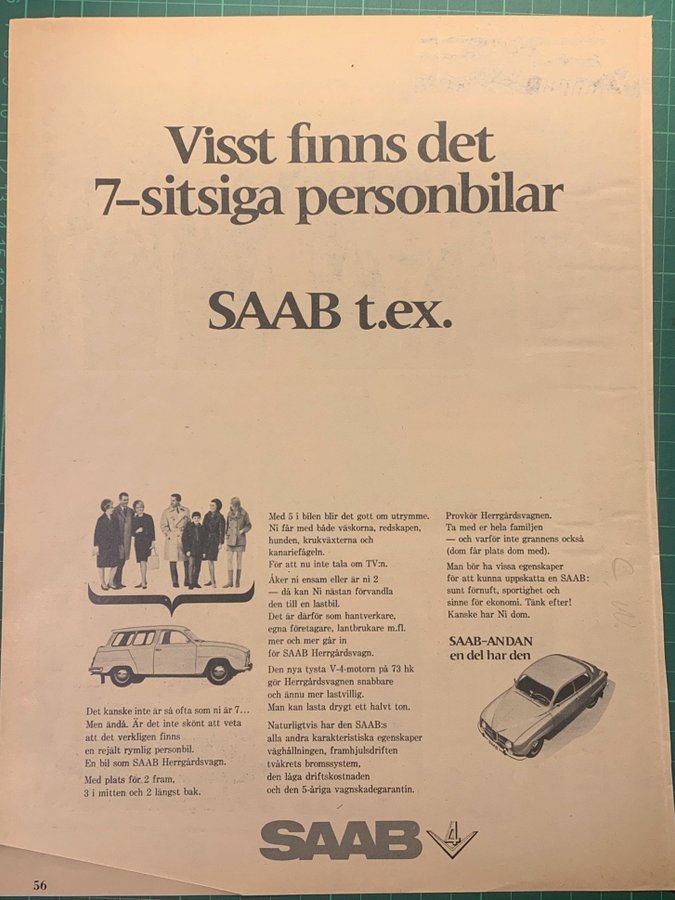 Visst finns det
7-sitsiga personbilar
SAAB t.ex.
Det kanske inte är så ofta som ni är 7...
Men ändå. Är det inte skönt att veta
att det verkligen finns
en rejält rymlig personbil.
En bil som SAAB Herrgårdsvagn.
Med plats för 2 fram,
3 i mitten och 2 längst bak.
Med 5 i bilen blir det gott om utrymme.
Ni får med både väskorna, redskapen,
hunden, krukväxterna och
kanariefågeln.
För att nu inte tala om TV:n.
Åker ni ensam eller är ni 2
— då kan Ni nästan förvandla
den till en lastbil.
Det är därför som hantverkare,
egna företagare, lantbrukare m.fl.
mer och mer går in
för SAAB Herrgårdsvagn.
Den nya tysta V-4-motorn på 73 hk
gör Herrgårdsvagnen snabbare
och ännu mer lastvillig.
Man kan lasta drygt ett halvt ton.
Naturligtvis har den SAAB:s
alla andra karakteristiska egenskaper
väghållningen, framhjulsdriften
tvåkrets bromssystem,
den låga driftskostnaden
och den 5-åriga vagnskadegarantin.
Provkör Herrgårdsvagnen.
Ta med er hela familjen
— och varför inte grannens också
(dom får plats dom med).
Man bör ha vissa egenskaper
för att kunna uppskatta en SAAB:
sunt förnuft, sportighet och
sinne för ekonomi. Tänk efter!
Kanske har Ni dom.
SAAB-ANDAN
en del har den
SAAB V4
56